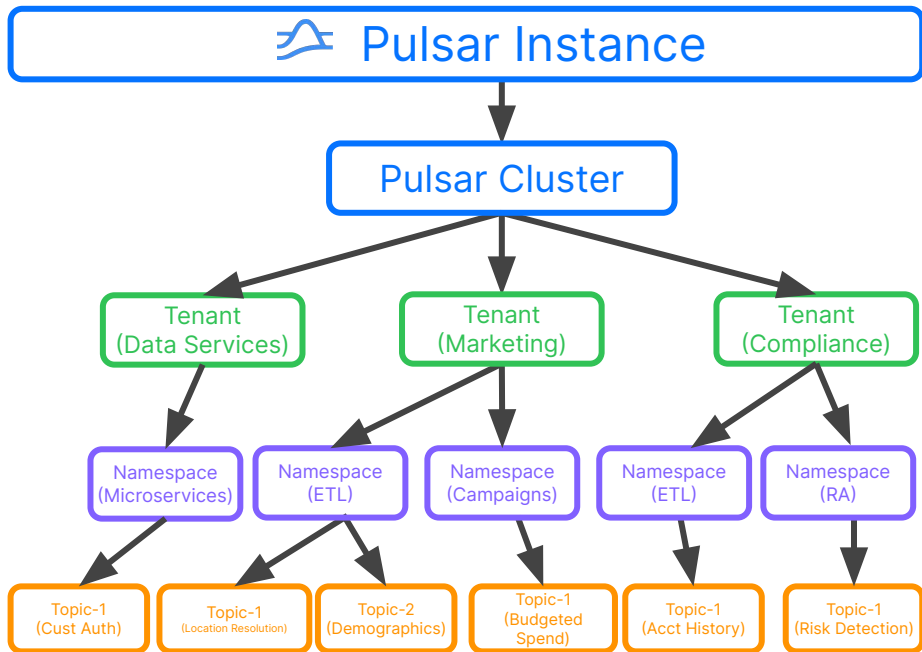 Pulsar Instance
Pulsar Cluster
Tenant
(Data Services)
Tenant
(Marketing)
Tenant
(Compliance)
Namespace
(Microservices)
Namespace
(ETL)
Namespace
(Campaigns)
Namespace
(ETL)
Namespace
(RA)
Topic-1
(Cust Auth)
Topic-1
(Location Resolution)
Topic-2
(Demographics)
Topic-1
(Budgeted
Spend)
Topic-1
(Acct History)
Topic-1
(Risk Detection)